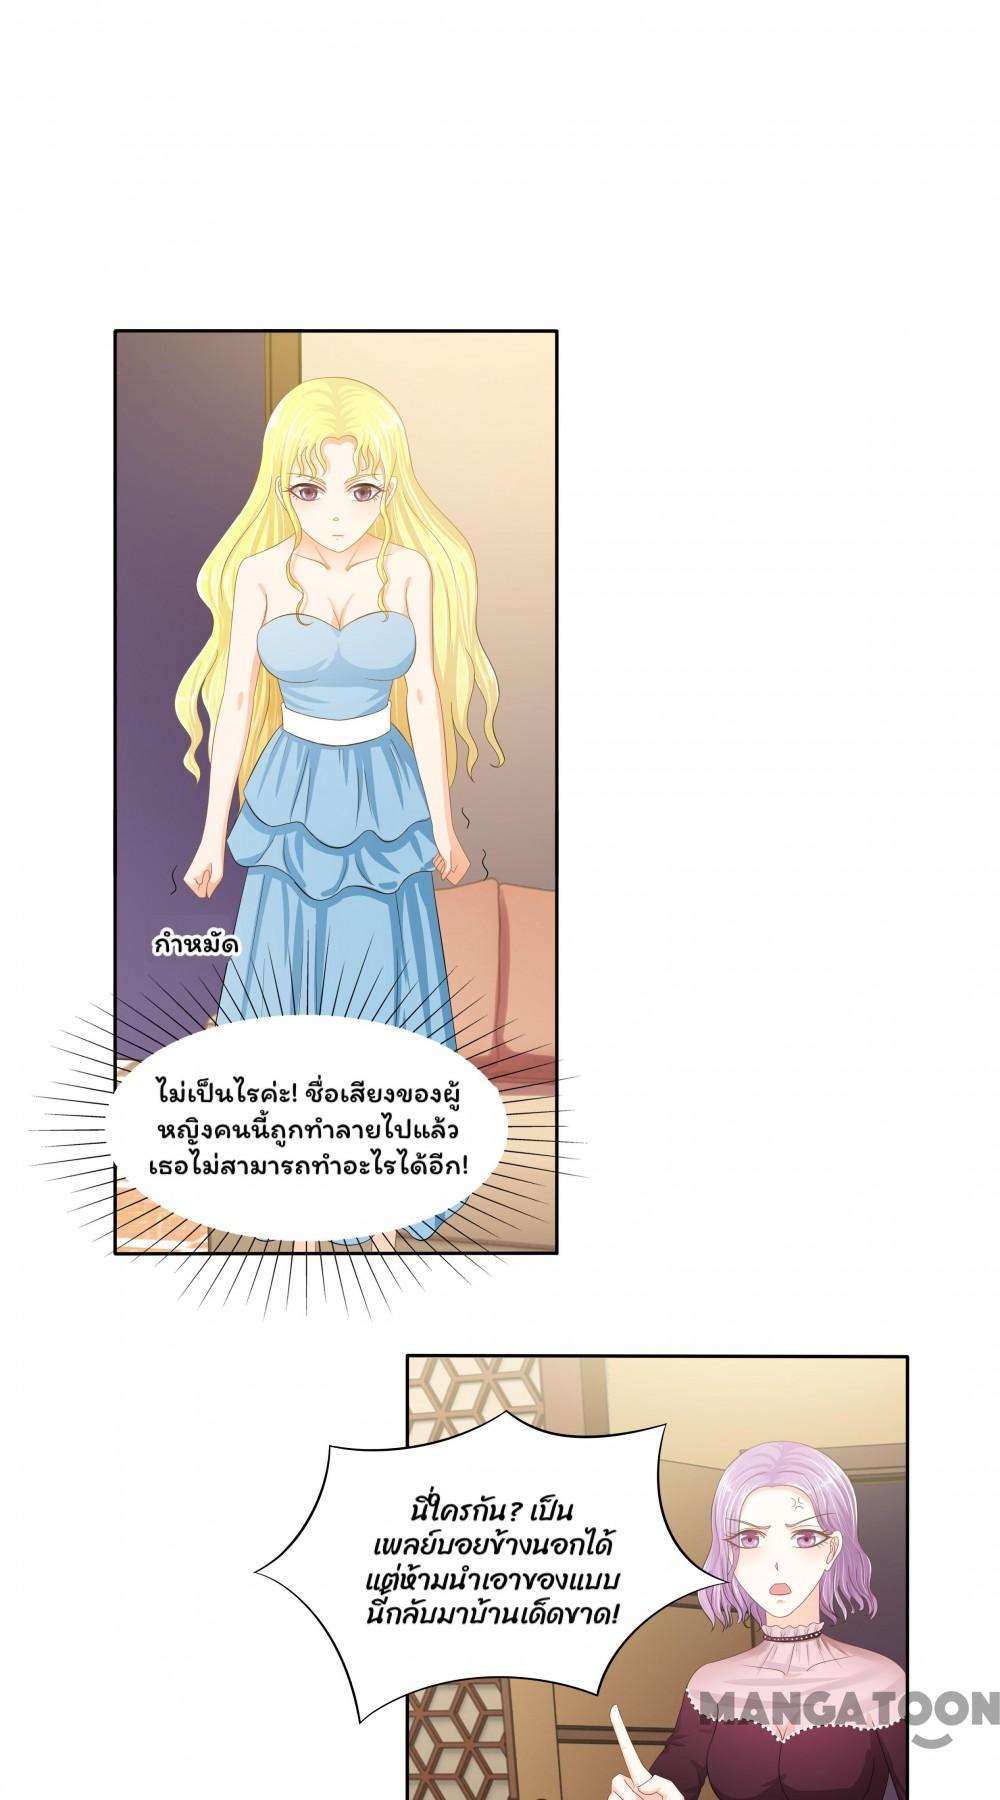 กำหมัด
ไม่เป็นไรค่ะ! ชื่อเสียงของผู้
หญิงคนนี้ถูกทำลายไปแล้ว
เธอไม่สามารถทำอะไรได้อีก!
นี่ใครกัน? เป็น
เพลย์บอยข้างนอกได้
แต่ห้ามนำเอาของแบบ
นี้กลับมาบ้านเด็ดขาด!
MANGATOON